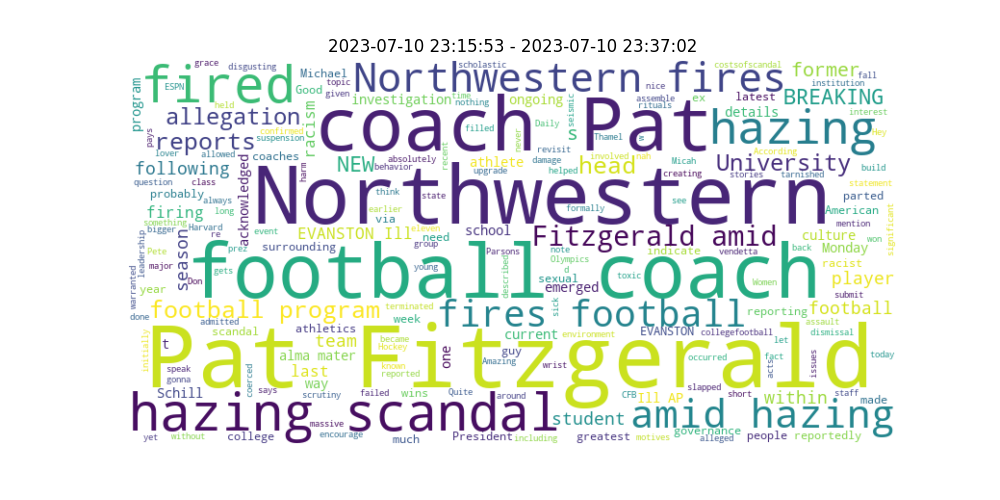 2023-07-10 23:15:53 - 2023-07-10 23:37:02
grace disgusting scholastic costsofscandal
ESPN fired Michael Northwestern fires former fall
topic nice institution
Good given time rituals assemble latest BREAKING
program held allegation racism investigation nothing ongoing seismic ex details interest
confirmed coach Pat hazing Hey
pays reports suspension filled never Daily S Thamel w According
lover coaches NEW absolutely recent revisit involved nah Micah University stories tarnished
following allowed acknowledged harm behavior athlete upgrade damage helped head creating build
question class think state Northwestern formally see parted statement
probably always earlier American significant
firing long via eleven mention
something bigger Harvard event EVANSTON Ill need school Fitzgerald amid culture won
leadership Pete prez re season surrounding group Parsons note indicate vendetta Monday back
major gets young described Olympics sexual toxic racist player
warranted year Don football coach d emerged Women submit
done football program terminated fires football reporting football
admitted week sick assault
initially t scandal athletics became current environment EVANSTON collegefootball dismissal
team Hockey guy let today
speak alma mater known one Amazing occurred fact issues
gonna Pat Fitzgerald acts
coerced last reported wrist slapped short staff
Schill says way scrutiny failed wins Quite around CFB Ill AP within made
hazing scandal massive student amid hazing
governance
yet without college encourage much President including greatest motives alleged people reportedly